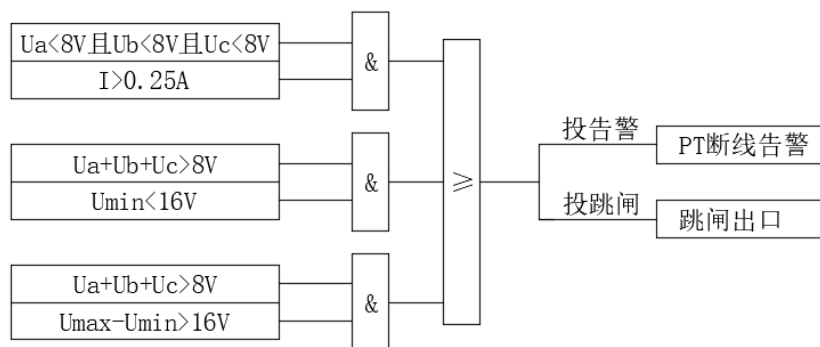 Ua<8V且Ub<8V且Uc<8V
I>0.25A
&
Ua+Ub+Uc>8V
Umin<16V
&
Ua+Ub+Uc>8V
Umax-Umin>16V
&
≥
投告警
PT断线告警
投跳闸
跳闸出口